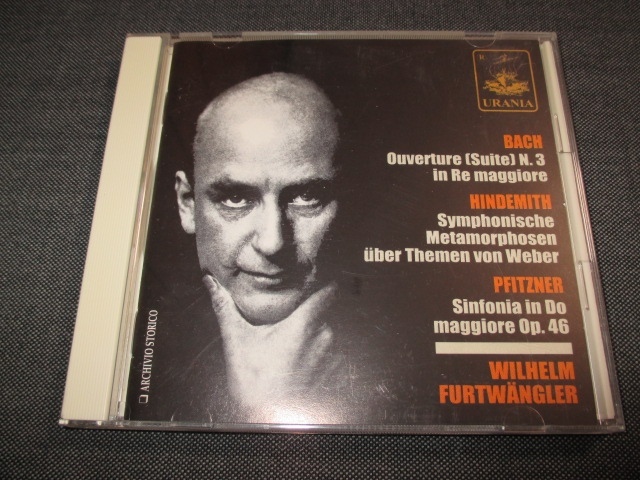 URANIA
BACH
Ouverture (Suite) N. 3
in Re maggiore
HINDEMITH
Symphonische
Metamorphosen
über Themen von Weber
PFITZNER
Sinfonia in Do
maggiore Op. 46
WILHELM
FURTWÄNGLER
ARCHIVIO STORICO